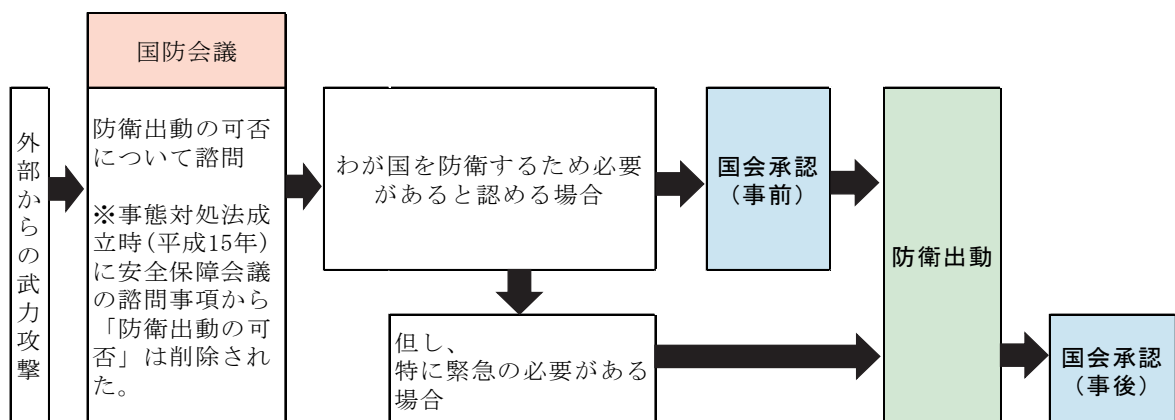 外部からの武力攻撃
国防会議
防衛出動の可否
について諮問
※事態対処法成
立時(平成15年)
に安全保障会議
の諮問事項から
「防衛出動の可
否」は削除され
た。
わが国を防衛するため必要
があると認める場合
国会承認
(事前)
但し、
特に緊急の必要がある
場合
防衛出動
国会承認
(事後)